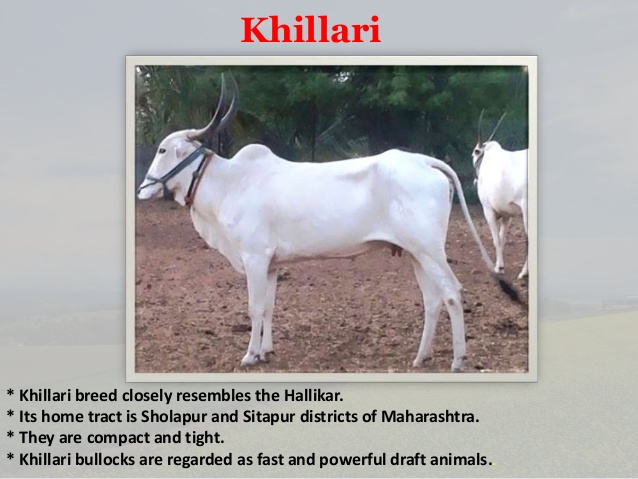 Khillari
* Khillari breed closely resembles the Hallikar.
* Its home tract is Sholapur and Sitapur districts of Maharashtra.
* They are compact and tight.
* Khillari bullocks are regarded as fast and powerful draft animals..